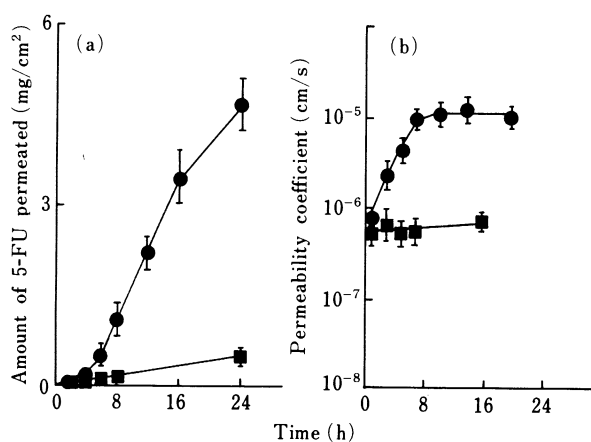 Amount of 5-FU permeated (mg/cm²)
6
3
0
(a)
0 8 16 24
Permeability coefficient (cm/s)
10⁻⁵
10⁻⁶
10⁻⁷
10⁻⁸
(b)
0 8 16 24
Time (h)